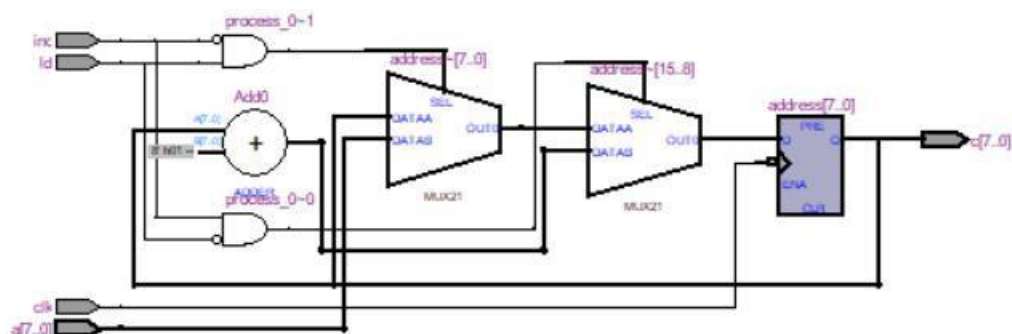 process_0~1
inc
ld
address~[7..0]
address~[15..8]
Add0
SEL
SEL
address[7..0]
A[7..0]
B[7..0]
DATAA
DATAB
OUT0
DATAA
DATAB
OUT0
PRE
D
Q
c[7..0]
ENA
CLR
ADDER
process_0~0
MUX21
MUX21
clk
a[7..0]